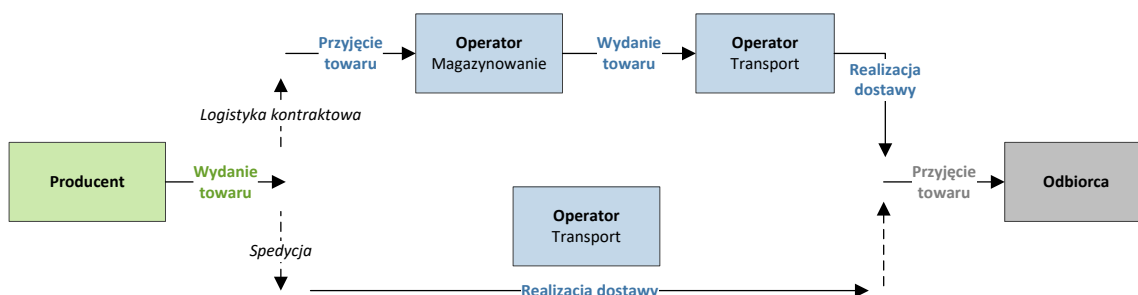 Przyjęcie
towaru
Operator
Magazynowanie
Wydanie
towaru
Operator
Transport
Realizacja
dostawy
Logistyka kontraktowa
Producent
Wydanie
towaru
Przyjęcie
towaru
Odbiorca
Operator
Transport
Spedycja
Realizacja dostawy